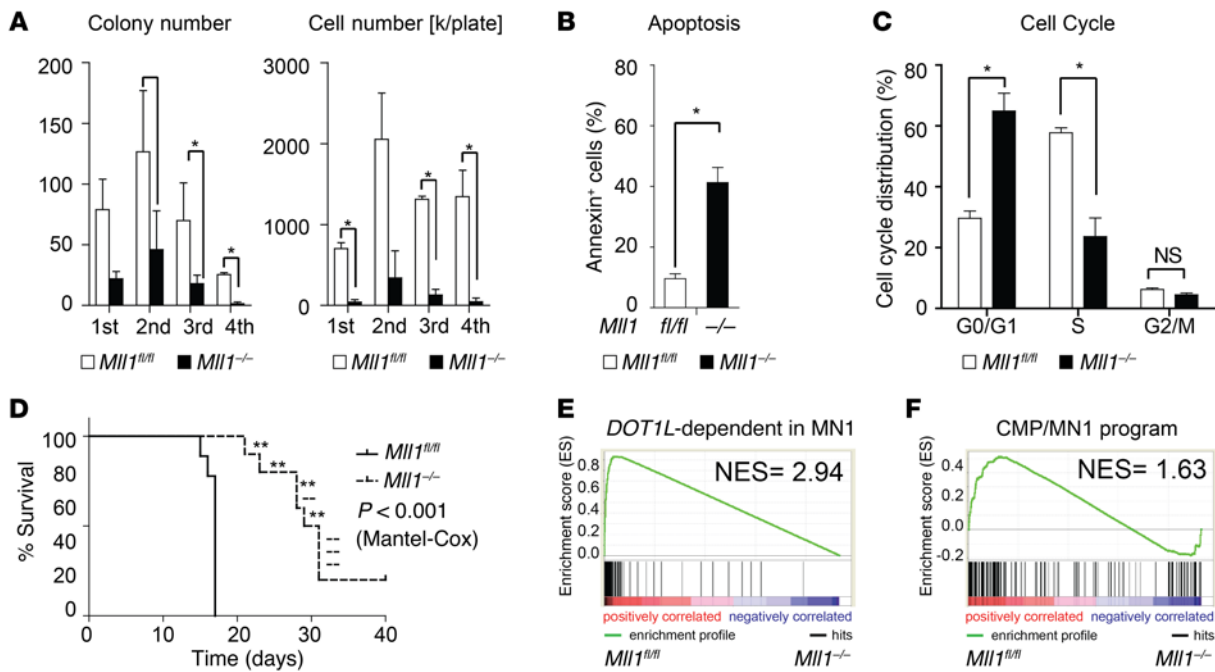 A
Colony number
Cell number [k/plate]
200
150
100
50
0
*
*
1st 2nd 3rd 4th
3000
2000
1000
0
*
*
*
1st 2nd 3rd 4th
Mll1fl/fl Mll1–/–
Mll1fl/fl Mll1–/–
B
Apoptosis
Annexin+ cells (%)
80
60
40
20
0
*
Mll1 fl/fl –/–
Mll1fl/fl Mll1–/–
C
Cell Cycle
Cell cycle distribution (%)
80
60
40
20
0
*
*
NS
G0/G1 S G2/M
Mll1fl/fl Mll1–/–
D
% Survival
100
80
60
40
20
0
**
**
**
**
Mll1fl/fl
Mll1–/–
P < 0.001
(Mantel-Cox)
0 10 20 30 40
Time (days)
E
DOT1L-dependent in MN1
NES= 2.94
Enrichment score (ES)
0.8
0.6
0.4
0.2
0.0
positively correlated negatively correlated
enrichment profile hits
Mll1fl/fl Mll1–/–
F
CMP/MN1 program
NES= 1.63
Enrichment score (ES)
0.4
0.2
0.0
-0.2
positively correlated negatively correlated
enrichment profile hits
Mll1fl/fl Mll1–/–